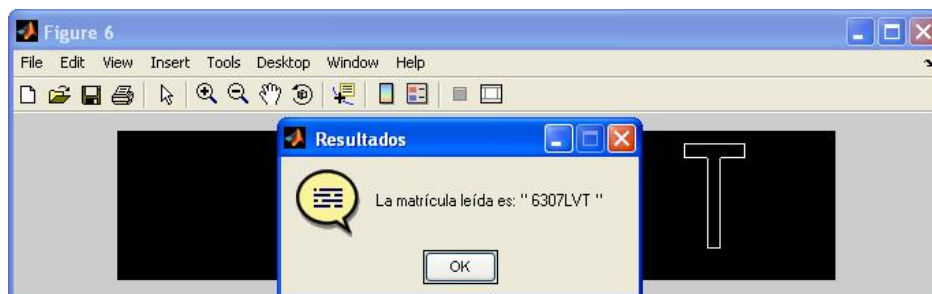 Figure 6
File Edit View Insert Tools Desktop Window Help
Resultados
T
La matrícula leída es: " 6307LVT "
OK